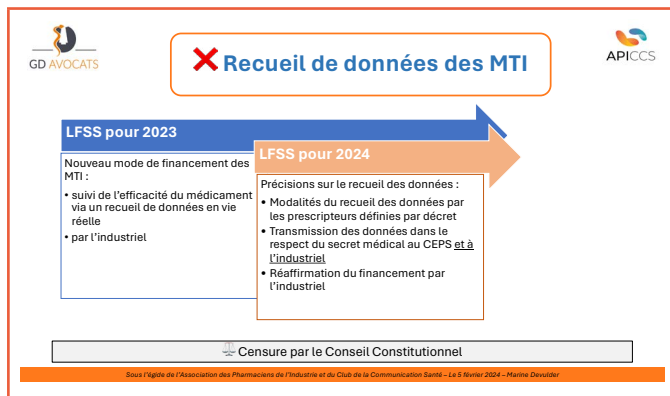 GD AVOCATS
Recueil de données des MTI
APICCS
LFSS pour 2023
Nouveau mode de financement des
MTI :
• suivi de l'efficacité du médicament
via un recueil de données en vie
réelle
• par l'industriel
LFSS pour 2024
Précisions sur le recueil des données :
• Modalités du recueil des données par
les prescripteurs définies par décret
• Transmission des données dans le
respect du secret médical au CEPS et à
l'industriel
• Réaffirmation du financement par
l'industriel
Censure par le Conseil Constitutionnel
Sous l'égide de l'Association des Pharmaciens de l'Industrie et du Club de la Communication Santé – Le 5 février 2024 – Marine Devulder